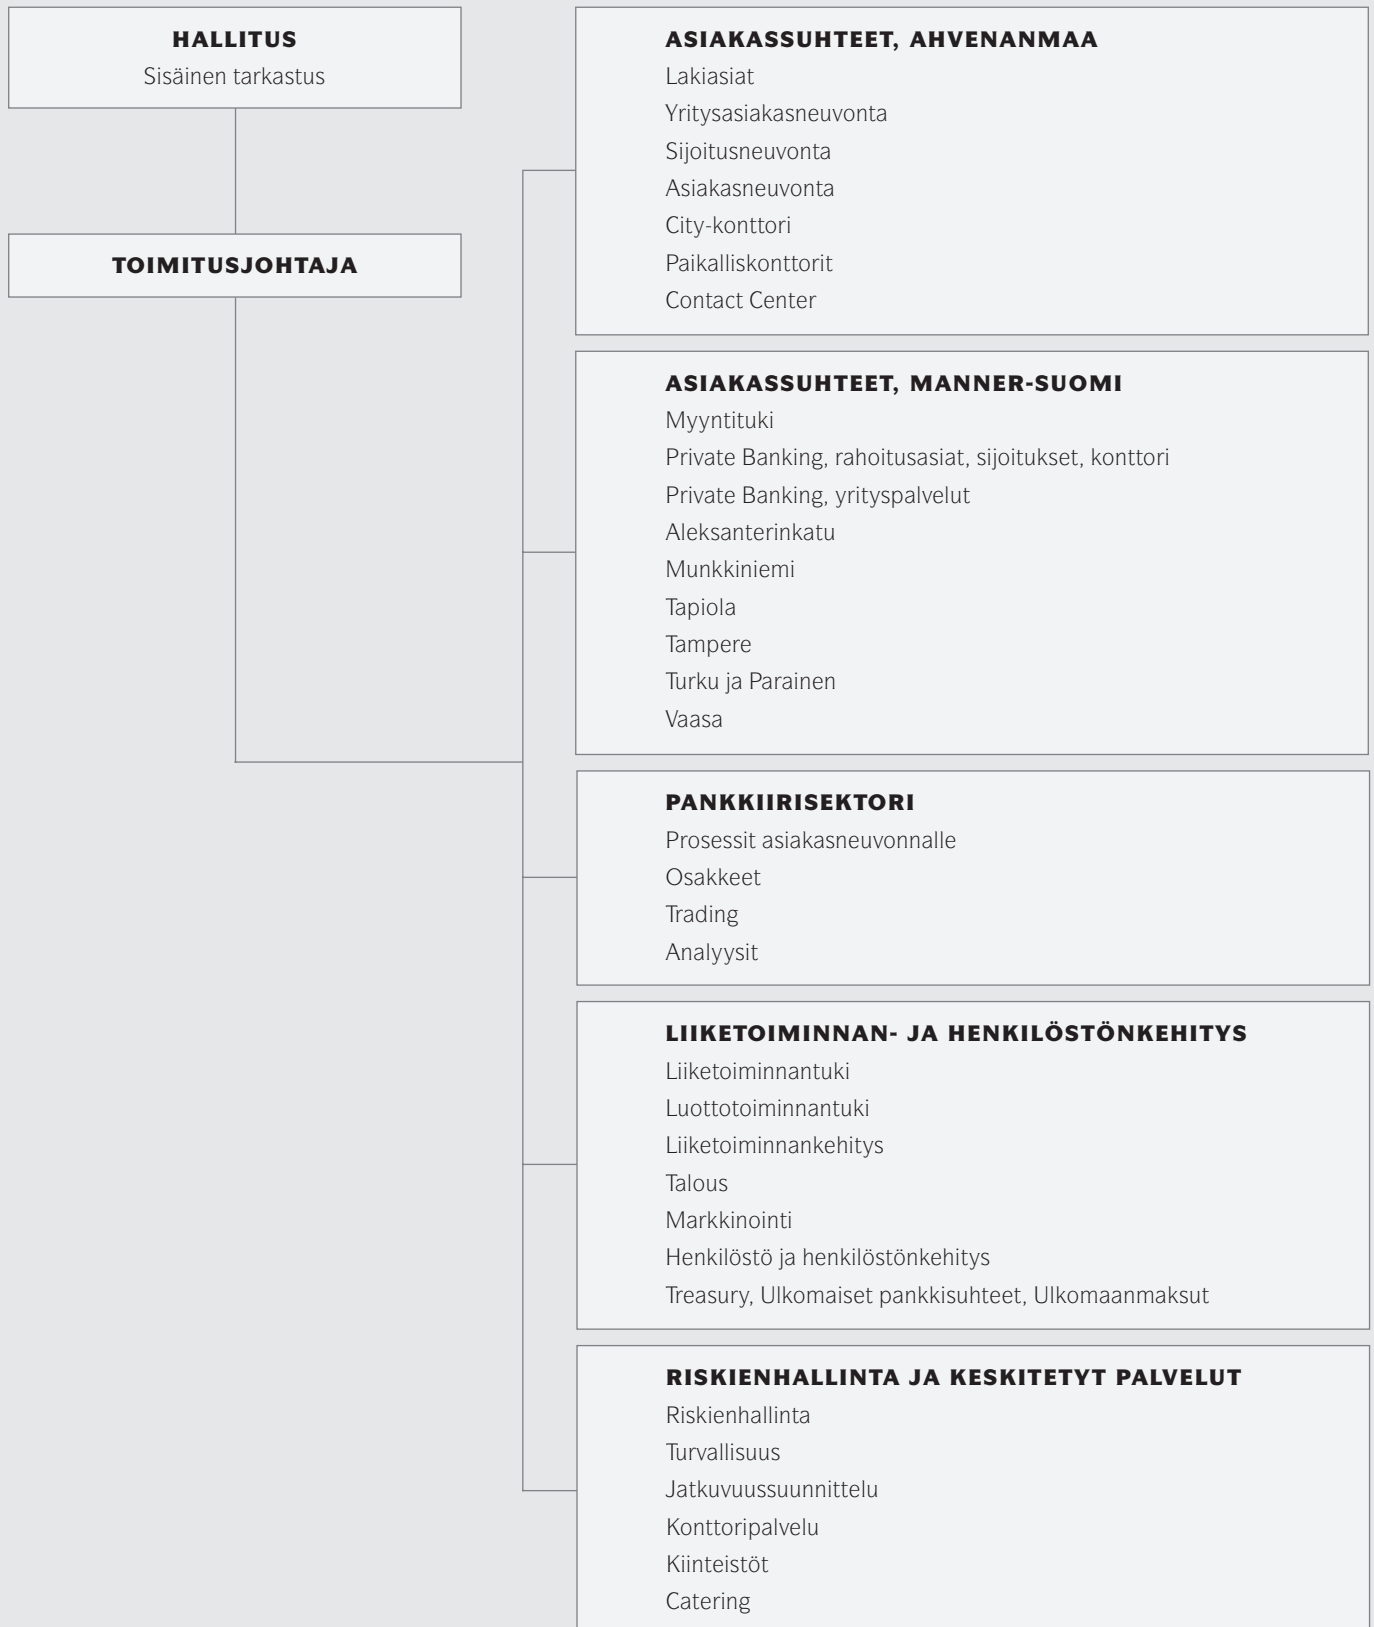 HALLITUS
Sisäinen tarkastus
TOIMITUSJOHTAJA
ASIAKASSUHTEET, AHVENANMAA
Lakiasiat
Yritysasiakasneuvonta
Sijoitusneuvonta
Asiakasneuvonta
City-konttori
Paikalliskonttorit
Contact Center
ASIAKASSUHTEET, MANNER-SUOMI
Myyntituki
Private Banking, rahoitusasiat, sijoitukset, konttori
Private Banking, yrityspalvelut
Aleksanterinkatu
Munkkiniemi
Tapiola
Tampere
Turku ja Parainen
Vaasa
PANKKIIRISEKTORI
Prosessit asiakasneuvonnalle
Osakkeet
Trading
Analyysit
LIIKETOIMINNAN- JA HENKILÖSTÖNKEHITYS
Liiketoiminnantuki
Luottotoiminnantuki
Liiketoiminnankehitys
Talous
Markkinointi
Henkilöstö ja henkilöstönkehitys
Treasury, Ulkomaiset pankkisuhteet, Ulkomaanmaksut
RISKIENHALLINTA JA KESKITETYT PALVELUT
Riskienhallinta
Turvallisuus
Jatkuvuussuunnittelu
Konttoripalvelu
Kiinteistöt
Catering